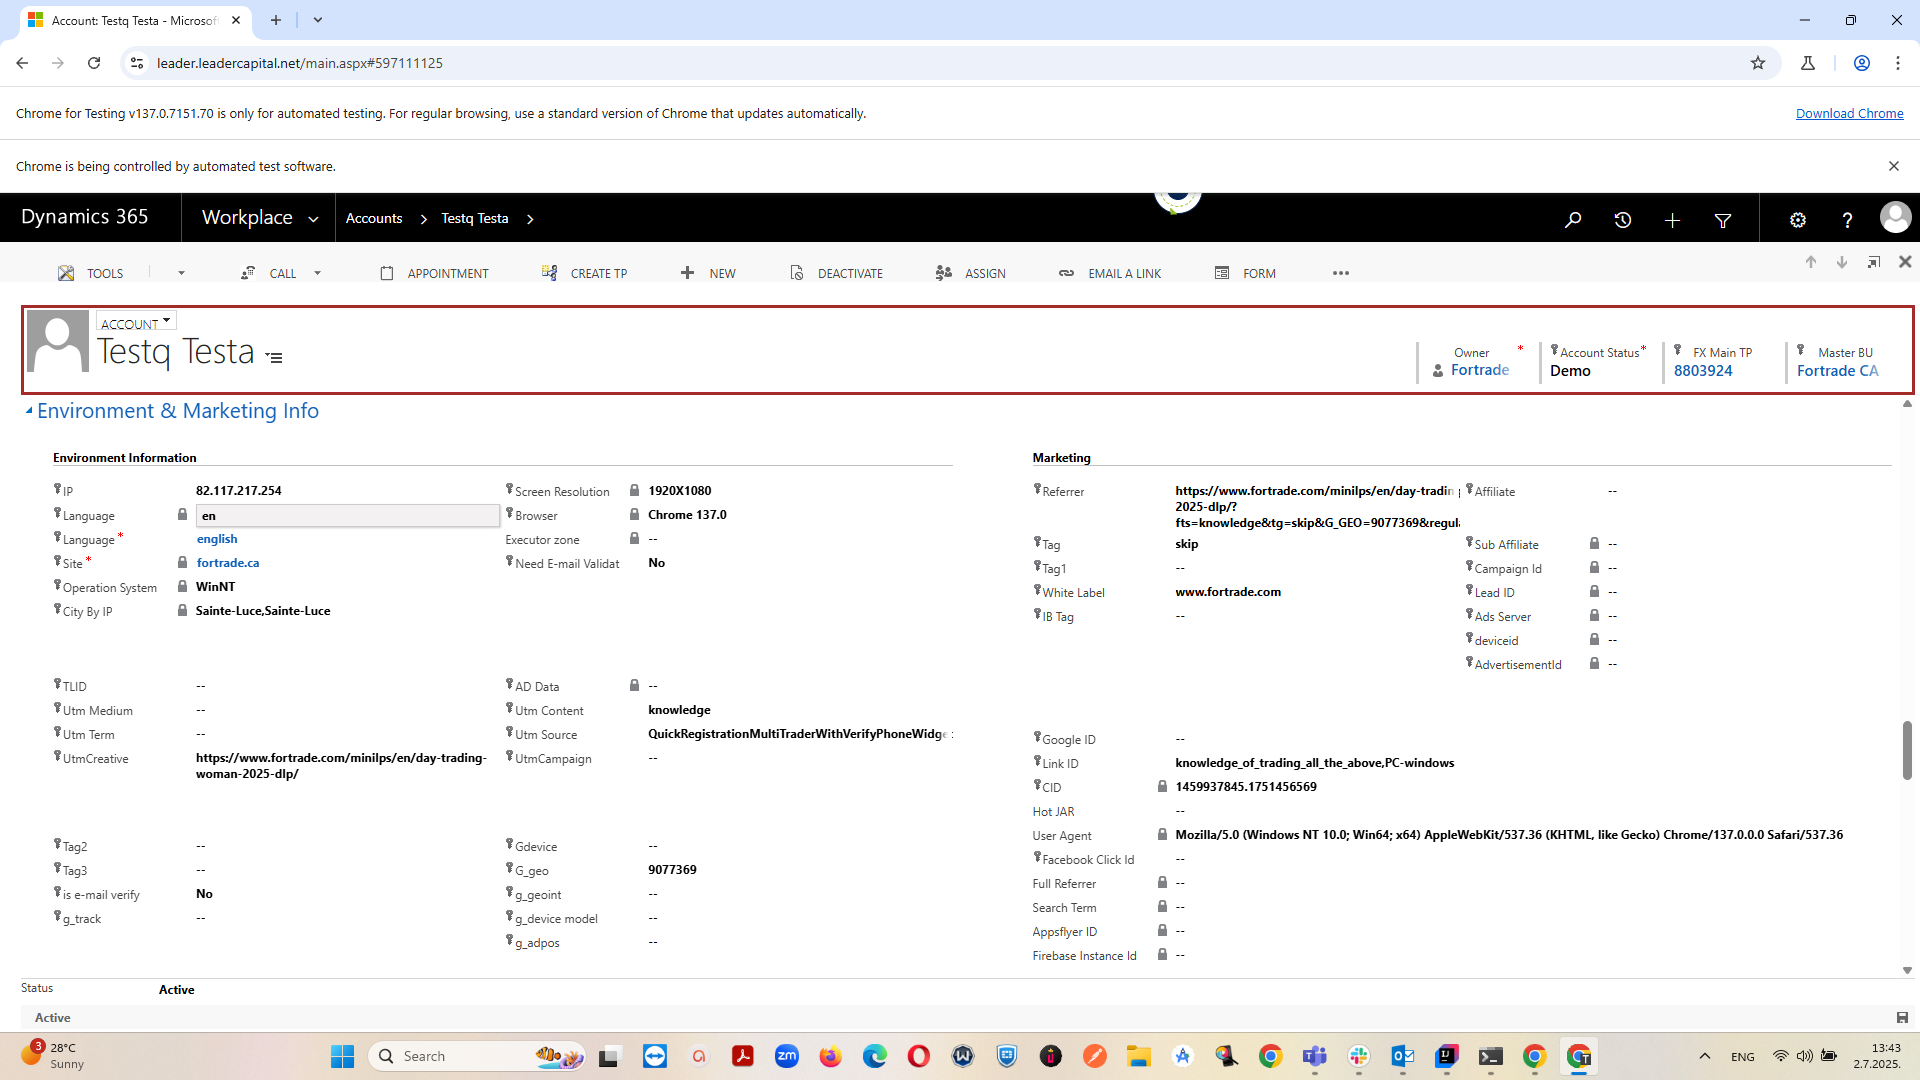 Account: Testq Testa - Microsof
leader.leadercapital.net/main.aspx#597111125
Chrome for Testing v137.0.7151.70 is only for automated testing. For regular browsing, use a standard version of Chrome that updates automatically.
Download Chrome
Chrome is being controlled by automated test software.
Dynamics 365
Workplace
Accounts
Testq Testa
TOOLS
CALL
APPOINTMENT
CREATE TP
NEW
DEACTIVATE
ASSIGN
EMAIL A LINK
FORM
ACCOUNT
Testq Testa
Owner *
Fortrade
Account Status *
Demo
FX Main TP
8803924
Master BU
Fortrade CA
Environment & Marketing Info
Environment Information
IP 82.117.217.254
Language en
Language * english
Site * fortrade.ca
Operation System WinNT
City By IP Sainte-Luce,Sainte-Luce
Screen Resolution 1920X1080
Browser Chrome 137.0
Executor zone --
Need E-mail Validat No
TLID --
Utm Medium --
Utm Term --
UtmCreative https://www.fortrade.com/minilps/en/day-trading-
woman-2025-dlp/
AD Data --
Utm Content knowledge
Utm Source QuickRegistrationMultiTraderWithVerifyPhoneWidge
UtmCampaign --
Tag2 --
Tag3 --
is e-mail verify No
g_track --
Gdevice --
G_geo 9077369
g_geoint --
g_device model --
g_adpos --
Marketing
Referrer https://www.fortrade.com/minilps/en/day-tradin
2025-dlp/?
fts=knowledge&tg=skip&G_GEO=9077369&regul
Tag skip
Tag1 --
White Label www.fortrade.com
IB Tag --
Affiliate --
Sub Affiliate --
Campaign Id --
Lead ID --
Ads Server --
deviceid --
AdvertisementId --
Google ID --
Link ID knowledge_of_trading_all_the_above,PC-windows
CID 1459937845.1751456569
Hot JAR --
User Agent Mozilla/5.0 (Windows NT 10.0; Win64; x64) AppleWebKit/537.36 (KHTML, like Gecko) Chrome/137.0.0.0 Safari/537.36
Facebook Click Id --
Full Referrer --
Search Term --
Appsflyer ID --
Firebase Instance Id --
Status Active
Active
3
28°C
Sunny
Search
zm
ENG
13:43
2.7.2025.